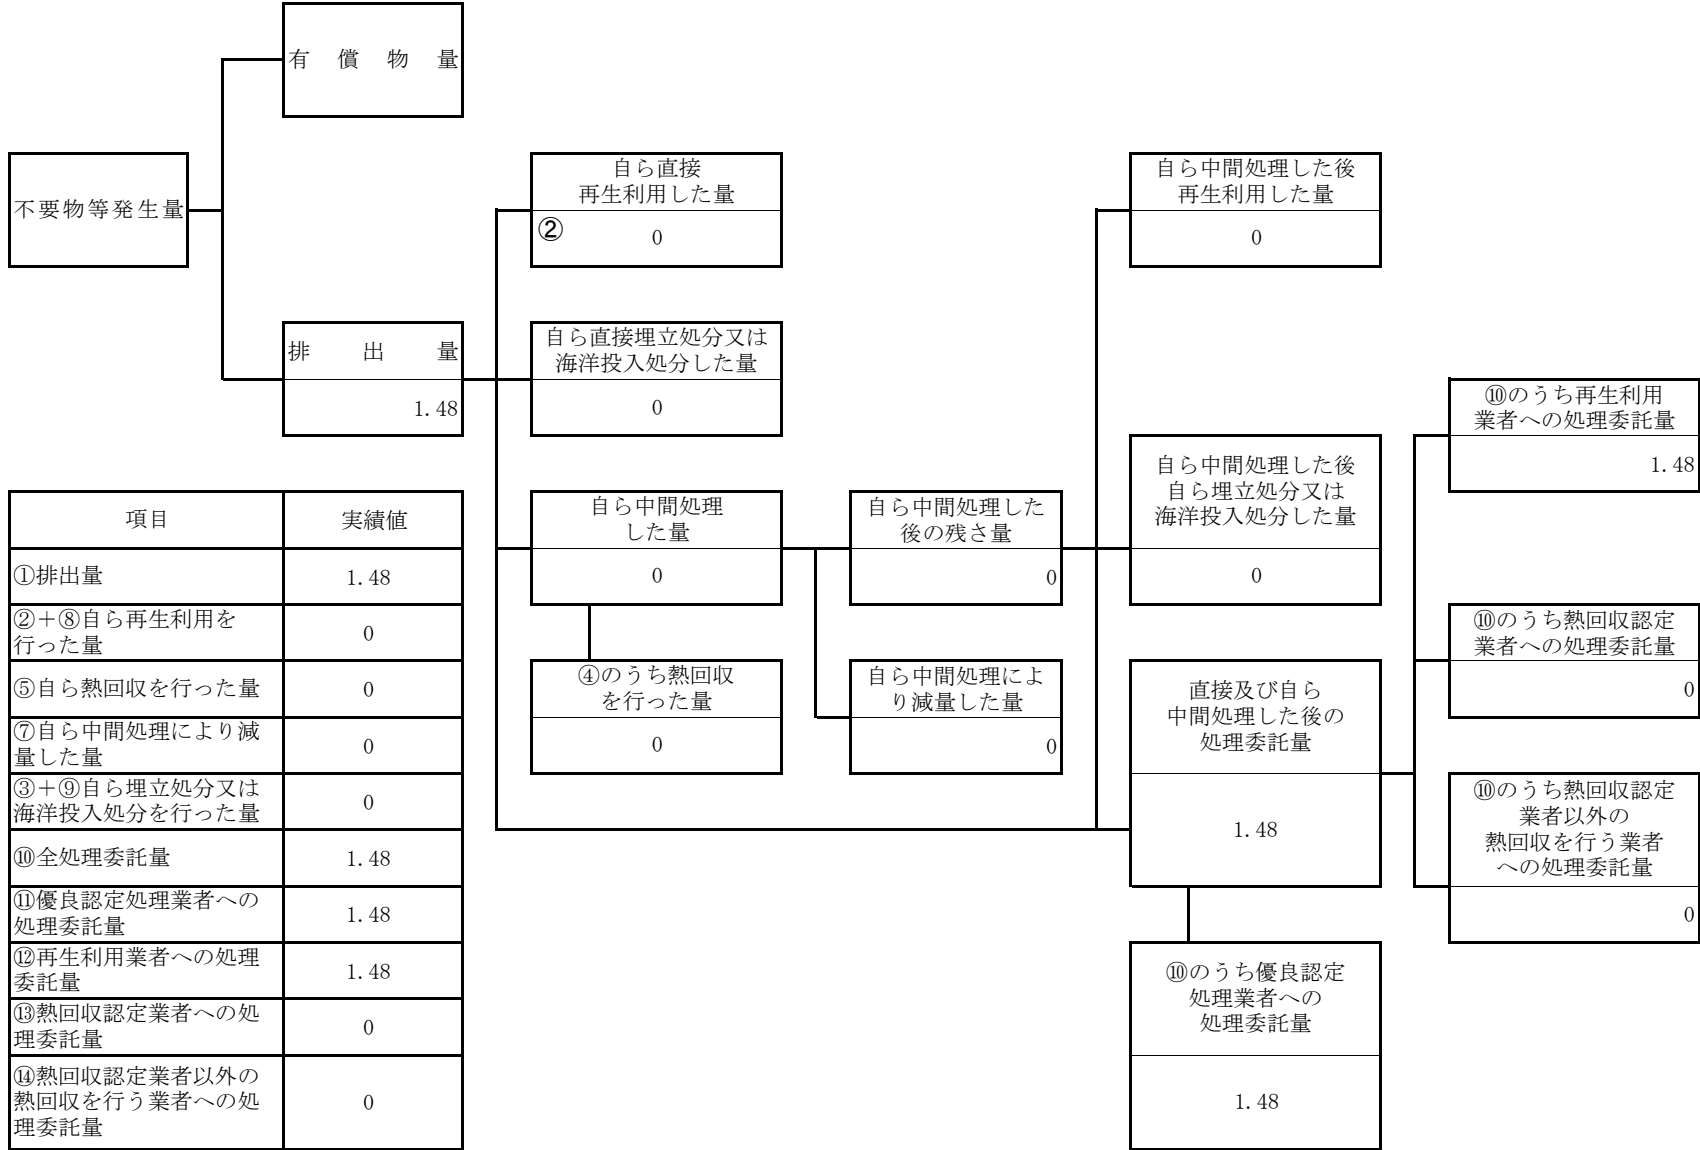 有償物量
不要物等発生量
自ら直接
再生利用した量
②
0
自ら中間処理した後
再生利用した量
0
排出量
1.48
自ら直接埋立処分又は
海洋投入処分した量
0
⑩のうち再生利用
業者への処理委託量
1.48
自ら中間処理
した量
0
自ら中間処理した
後の残さ量
0
自ら中間処理した後
自ら埋立処分又は
海洋投入処分した量
0
⑩のうち熱回収認定
業者への処理委託量
0
④のうち熱回収
を行った量
0
自ら中間処理によ
り減量した量
0
直接及び自ら
中間処理した後の
処理委託量
1.48
⑩のうち熱回収認定
業者以外の
熱回収を行う業者
への処理委託量
0
⑩のうち優良認定
処理業者への
処理委託量
1.48
項目 実績値
①排出量 1.48
②＋⑧自ら再生利用を
行った量 0
⑤自ら熱回収を行った量 0
⑦自ら中間処理により減
量した量 0
③＋⑨自ら埋立処分又は
海洋投入処分を行った量 0
⑩全処理委託量 1.48
⑪優良認定処理業者への
処理委託量 1.48
⑫再生利用業者への処理
委託量 1.48
⑬熱回収認定業者への処
理委託量 0
⑭熱回収認定業者以外の
熱回収を行う業者への処
理委託量 0